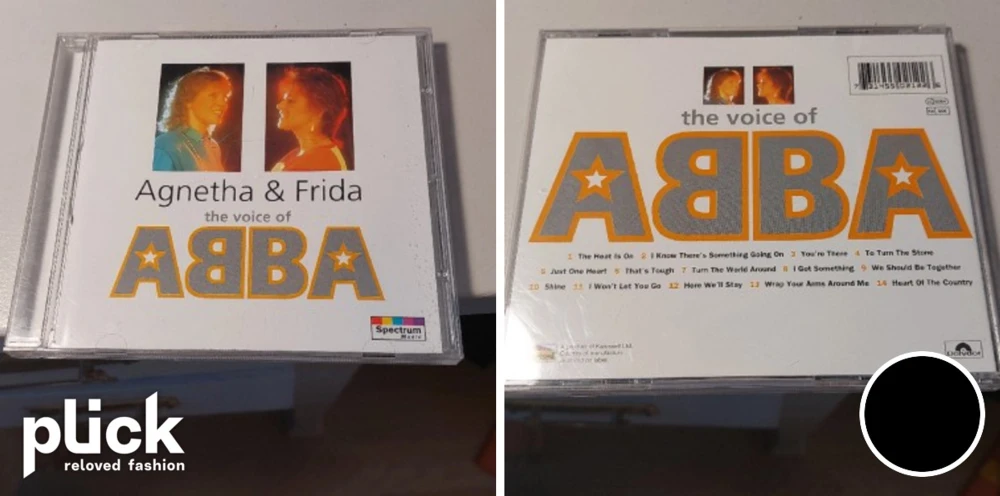 Agnetha & Frida
the voice of
ABBA
Spectrum
Music
plick
reloved fashion
the voice of
ABBA
1 The Heat Is On 2 I Know There's Something Going On 3 You're There 4 To Turn The Stone
5 Just One Heart 6 That's Tough 7 Turn The World Around 8 I Got Something 9 We Should Be Together
10 Shine 11 I Won't Let You Go 12 Here We'll Stay 13 Wrap Your Arms Around Me 14 Heart Of The Country
Polydor